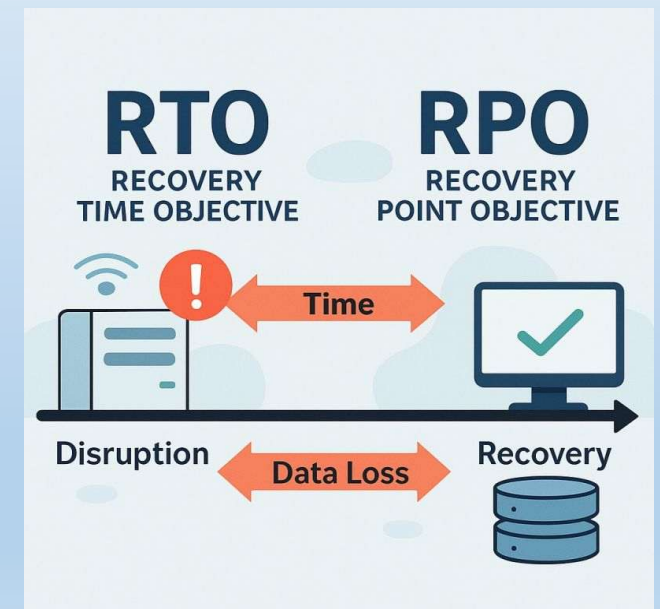 RTO
RECOVERY
TIME OBJECTIVE
RPO
RECOVERY
POINT OBJECTIVE
!
Time
Disruption
Data Loss
Recovery